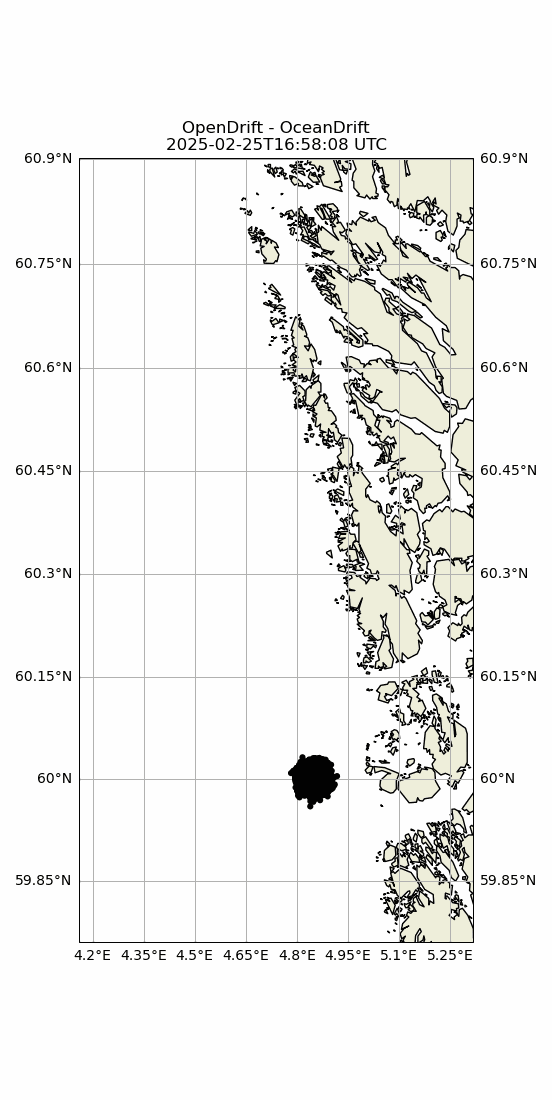 OpenDrift - OceanDrift
2025-02-25T16:58:08 UTC
60.9°N 60.9°N
60.75°N 60.75°N
60.6°N 60.6°N
60.45°N 60.45°N
60.3°N 60.3°N
60.15°N 60.15°N
60°N 60°N
59.85°N 59.85°N
4.2°E 4.35°E 4.5°E 4.65°E 4.8°E 4.95°E 5.1°E 5.25°E